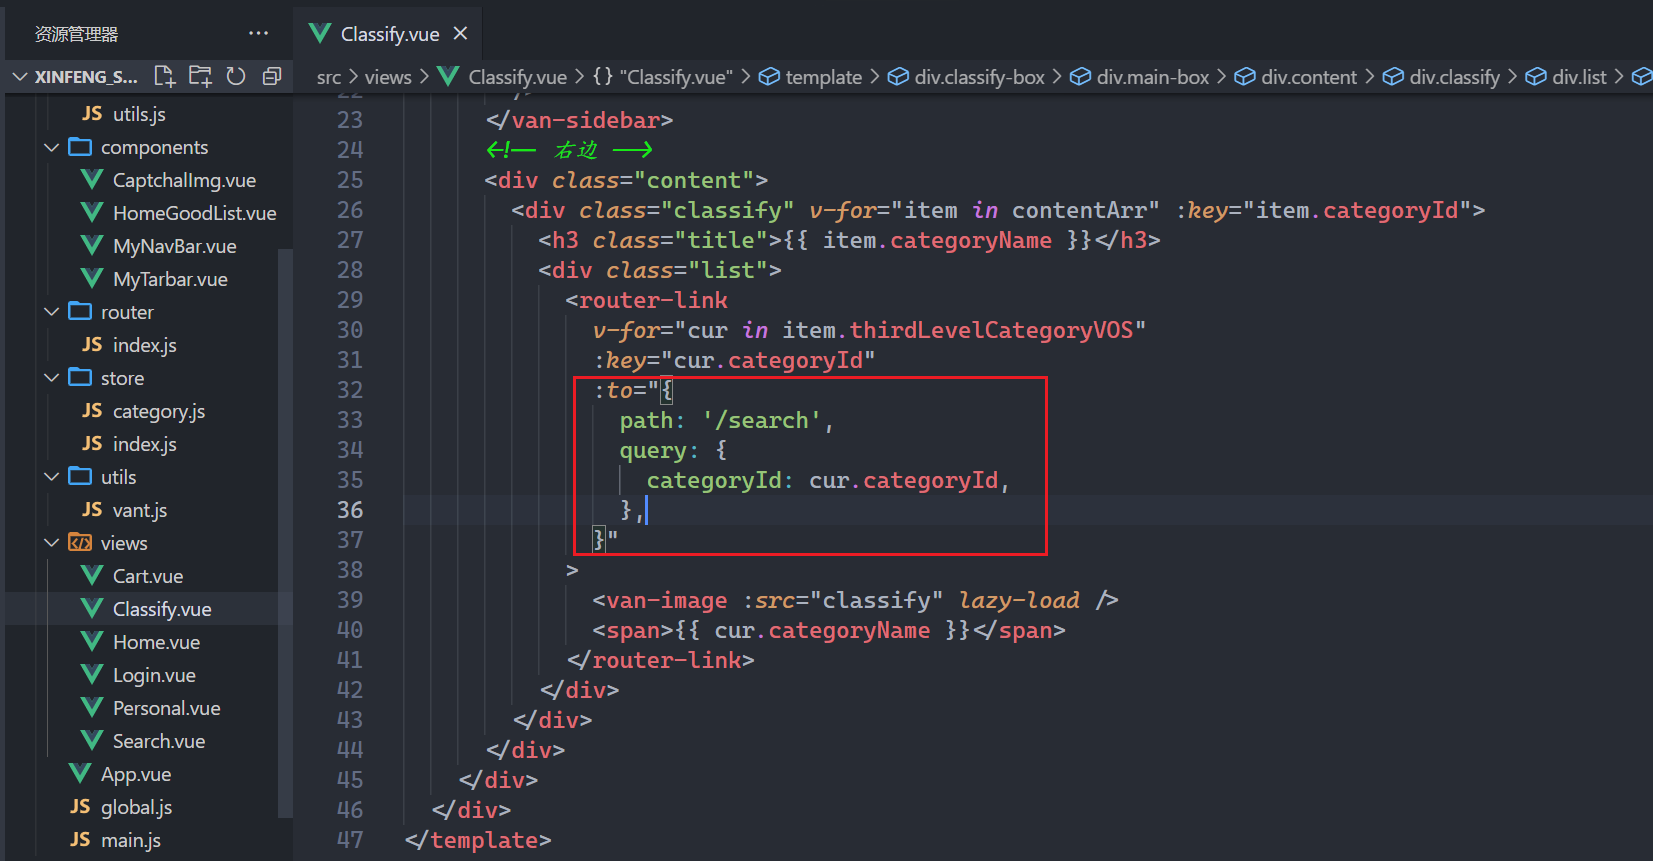 资源管理器 ···
XINFENG_S...
utils.js
components
CaptchaImg.vue
HomeGoodList.vue
MyNavBar.vue
MyTarbar.vue
router
index.js
store
category.js
index.js
utils
vant.js
views
Cart.vue
Classify.vue
Home.vue
Login.vue
Personal.vue
Search.vue
App.vue
global.js
main.js
Classify.vue
src > views > Classify.vue > {} "Classify.vue" > template > div.classify-box > div.main-box > div.content > div.classify > div.list >
22 />
23 </van-sidebar>
24 <!-- 右边 -->
25 <div class="content">
26 <div class="classify" v-for="item in contentArr" :key="item.categoryId">
27 <h3 class="title">{{ item.categoryName }}</h3>
28 <div class="list">
29 <router-link
30 v-for="cur in item.thirdLevelCategoryVOS"
31 :key="cur.categoryId"
32 :to="{
33 path: '/search',
34 query: {
35 categoryId: cur.categoryId,
36 },
37 }"
38 >
39 <van-image :src="classify" lazy-load />
40 <span>{{ cur.categoryName }}</span>
41 </router-link>
42 </div>
43 </div>
44 </div>
45 </div>
46 </div>
47 </template>